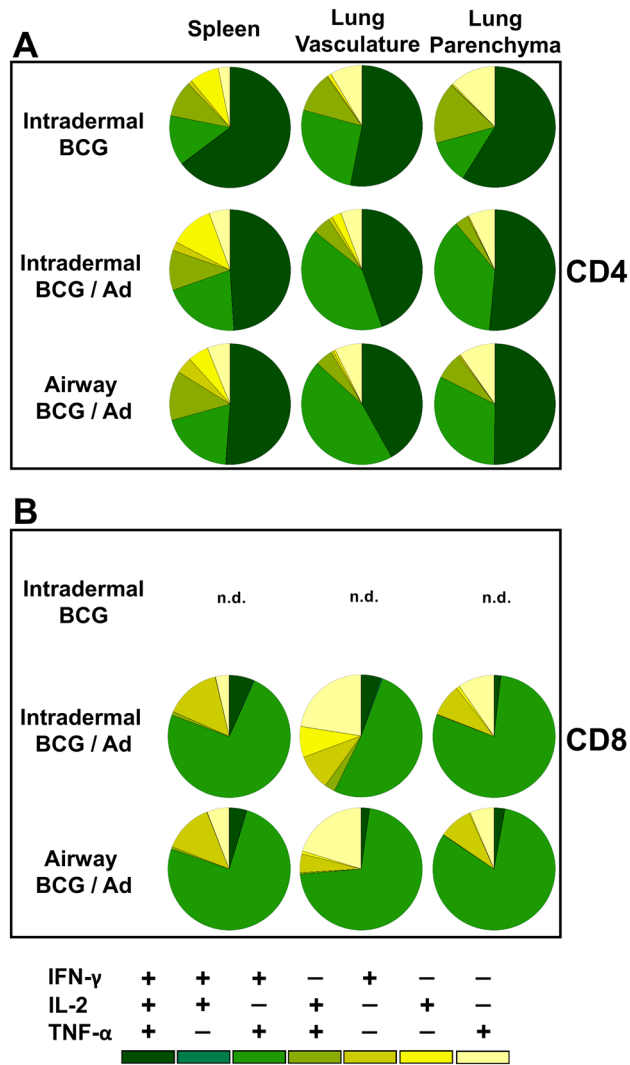 Spleen
Lung
Vasculature
Lung
Parenchyma
A
Intradermal
BCG
Intradermal
BCG / Ad
CD4
Airway
BCG / Ad
B
Intradermal
BCG
n.d.
n.d.
n.d.
Intradermal
BCG / Ad
CD8
Airway
BCG / Ad
IFN-γ + + + – + – –
IL-2 + + – + – + –
TNF-α + – + + – – +